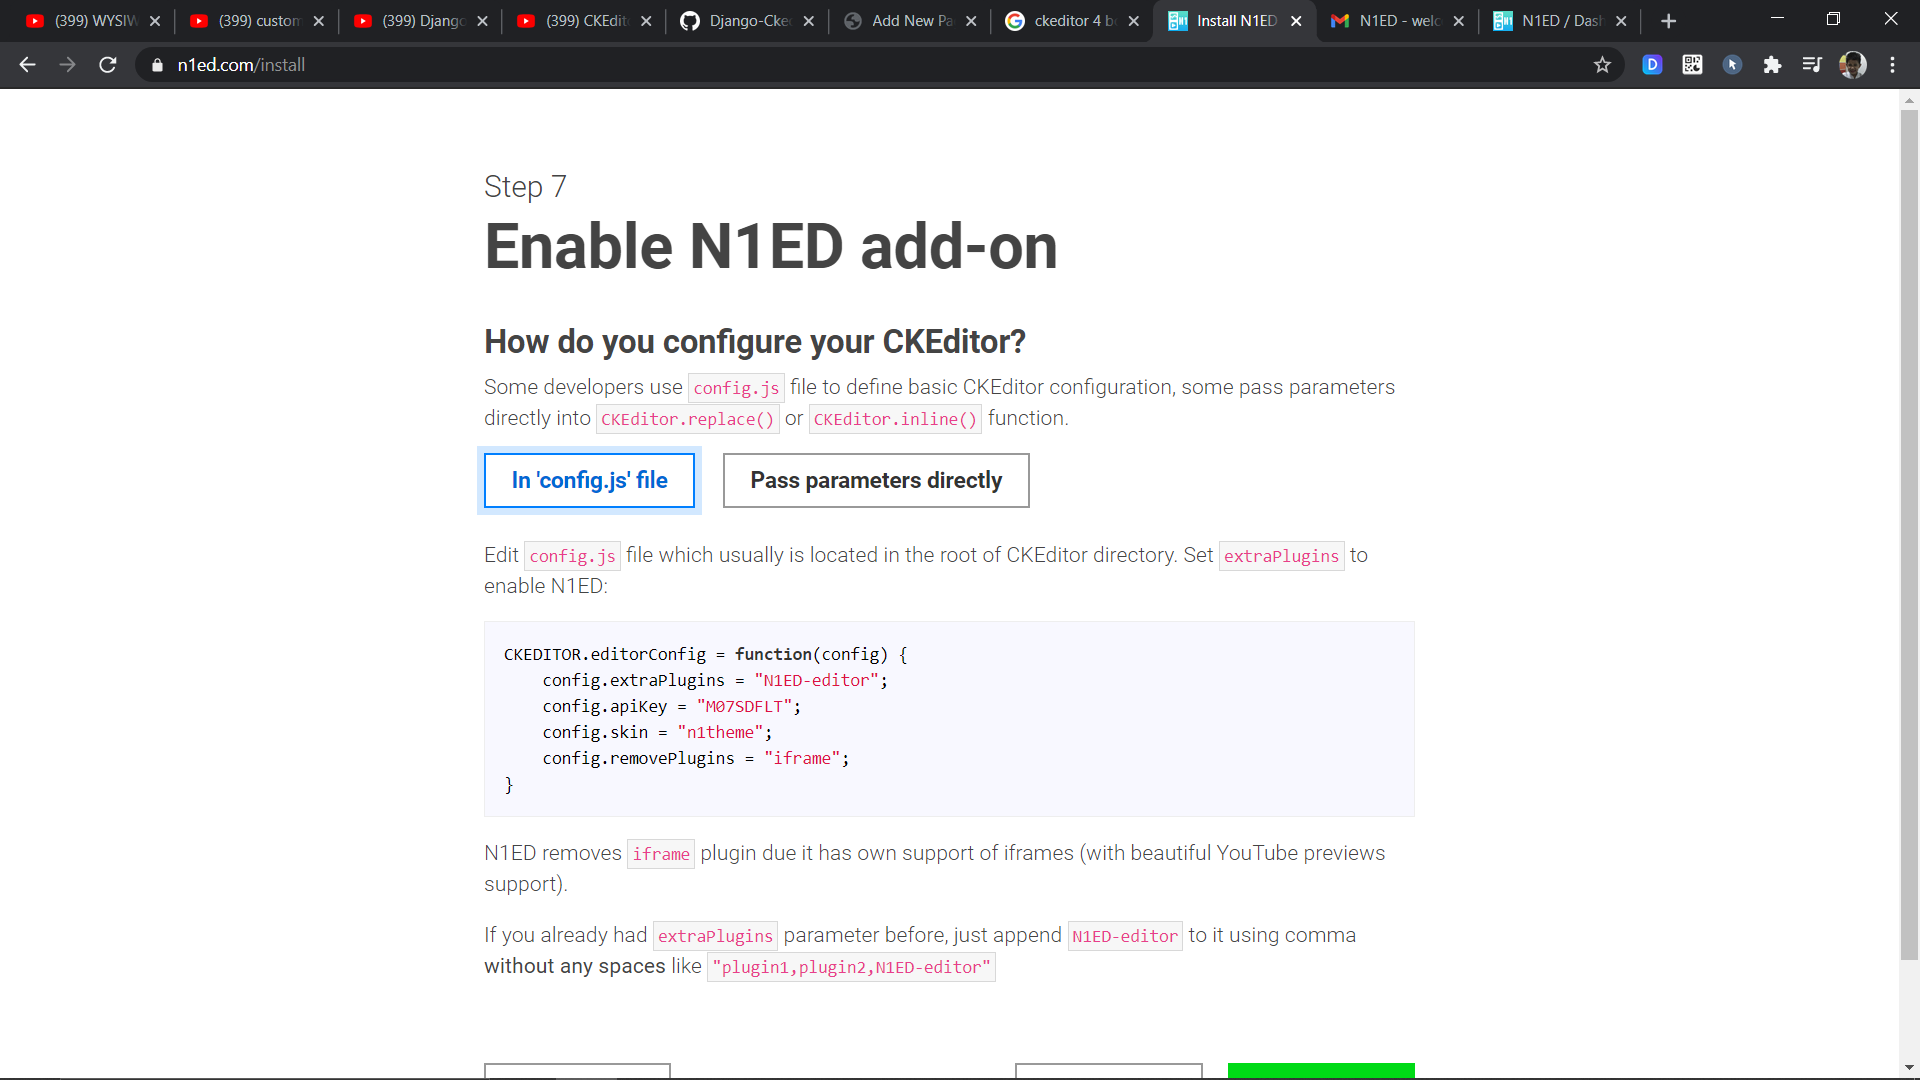 (399) WYSIW
(399) custom
(399) Django
(399) CKEdit
Django-Cke
Add New Pa
ckeditor 4 b
Install N1ED
N1ED - welc
N1ED / Dash
n1ed.com/install
D
Step 7
Enable N1ED add-on
How do you configure your CKEditor?
Some developers use config.js file to define basic CKEditor configuration, some pass parameters
directly into CKEditor.replace() or CKEditor.inline() function.
In 'config.js' file
Pass parameters directly
Edit config.js file which usually is located in the root of CKEditor directory. Set extraPlugins to
enable N1ED:
CKEDITOR.editorConfig = function(config) {
config.extraPlugins = "N1ED-editor";
config.apiKey = "M07SDFLT";
config.skin = "n1theme";
config.removePlugins = "iframe";
}
N1ED removes iframe plugin due it has own support of iframes (with beautiful YouTube previews
support).
If you already had extraPlugins parameter before, just append N1ED-editor to it using comma
without any spaces like "plugin1,plugin2,N1ED-editor"